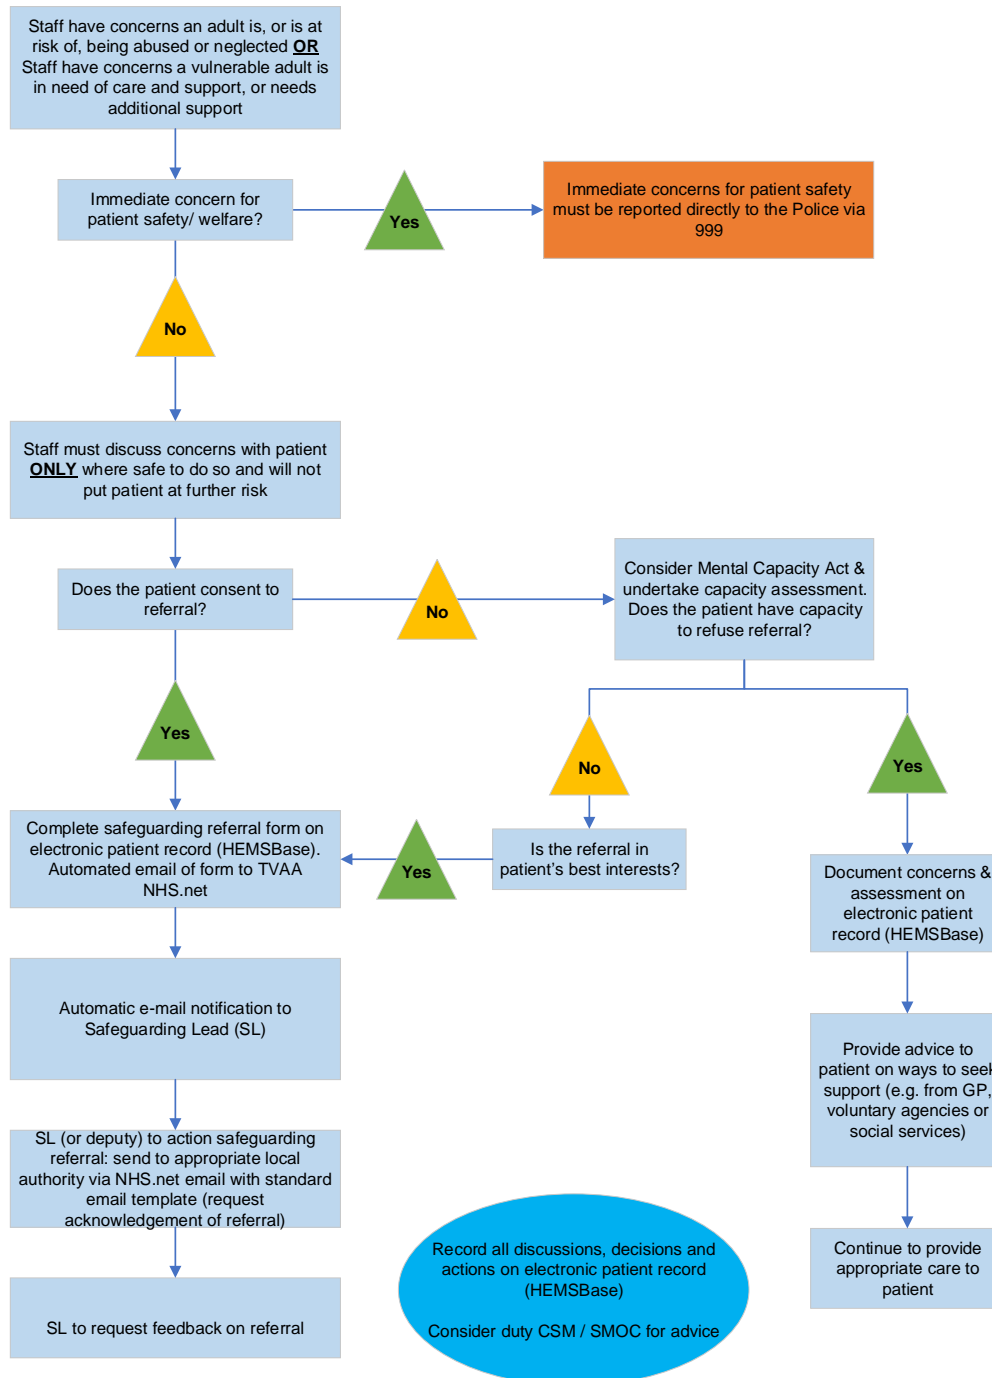 Staff have concerns an adult is, or is at
risk of, being abused or neglected OR
Staff have concerns a vulnerable adult is
in need of care and support, or needs
additional support
Immediate concern for
patient safety/ welfare?
Yes
Immediate concerns for patient safety
must be reported directly to the Police via
999
No
Staff must discuss concerns with patient
ONLY where safe to do so and will not
put patient at further risk
Does the patient consent to
referral?
No
Consider Mental Capacity Act &
undertake capacity assessment.
Does the patient have capacity
to refuse referral?
Yes
No
Yes
Complete safeguarding referral form on
electronic patient record (HEMSBase).
Automated email of form to TVAA
NHS.net
Yes
Is the referral in
patient's best interests?
Document concerns &
assessment on
electronic patient
record (HEMSBase)
Automatic e-mail notification to
Safeguarding Lead (SL)
Provide advice to
patient on ways to seek
support (e.g. from GP,
voluntary agencies or
social services)
SL (or deputy) to action safeguarding
referral: send to appropriate local
authority via NHS.net email with standard
email template (request
acknowledgement of referral)
Record all discussions, decisions and
actions on electronic patient record
(HEMSBase)
Consider duty CSM / SMOC for advice
Continue to provide
appropriate care to
patient
SL to request feedback on referral